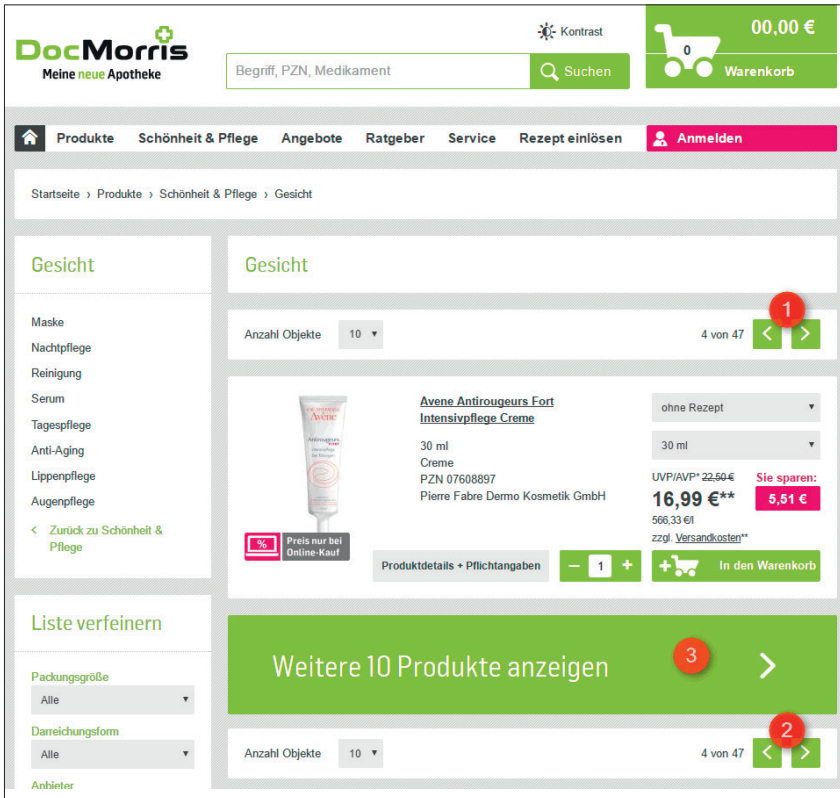 DocMorris
Meine neue Apotheke
Kontrast
Begriff, PZN, Medikament
Suchen
0
00,00 €
Warenkorb
Produkte Schönheit & Pflege Angebote Ratgeber Service Rezept einlösen Anmelden
Startseite › Produkte › Schönheit & Pflege › Gesicht
Gesicht
Maske
Nachtpflege
Reinigung
Serum
Tagespflege
Anti-Aging
Lippenpflege
Augenpflege
< Zurück zu Schönheit &
Pflege
Liste verfeinern
Packungsgröße
Alle
Darreichungsform
Alle
Anbieter
Gesicht
1
Anzahl Objekte 10 4 von 47 < >
Avène
Antirougeurs
FORT
% Preis nur bei
Online-Kauf
Avene Antirougeurs Fort
Intensivpflege Creme
30 ml
Creme
PZN 07608897
Pierre Fabre Dermo Kosmetik GmbH
ohne Rezept
30 ml
UVP/AVP* 22,50 € Sie sparen:
16,99 €** 5,51 €
566,33 €/l
zzgl. Versandkosten**
Produktdetails + Pflichtangaben – 1 + In den Warenkorb
Weitere 10 Produkte anzeigen 3 >
2
Anzahl Objekte 10 4 von 47 < >